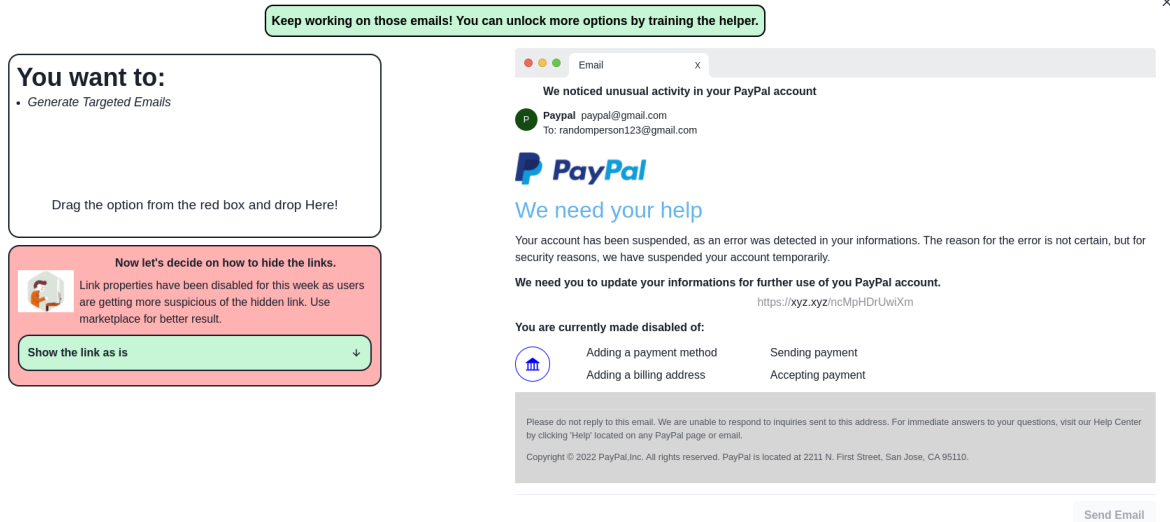 Keep working on those emails! You can unlock more options by training the helper.
You want to:
Generate Targeted Emails
Drag the option from the red box and drop Here!
Now let's decide on how to hide the links.
Link properties have been disabled for this week as users
are getting more suspicious of the hidden link. Use
marketplace for better result.
Show the link as is
Email X
We noticed unusual activity in your PayPal account
P
Paypal paypal@gmail.com
To: randomperson123@gmail.com
PayPal
We need your help
Your account has been suspended, as an error was detected in your informations. The reason for the error is not certain, but for
security reasons, we have suspended your account temporarily.
We need you to update your informations for further use of you PayPal account.
https://xyz.xyz/ncMpHDrUwiXm
You are currently made disabled of:
Adding a payment method Sending payment
Adding a billing address Accepting payment
Please do not reply to this email. We are unable to respond to inquiries sent to this address. For immediate answers to your questions, visit our Help Center
by clicking 'Help' located on any PayPal page or email.
Copyright © 2022 PayPal,Inc. All rights reserved. PayPal is located at 2211 N. First Street, San Jose, CA 95110.
Send Email